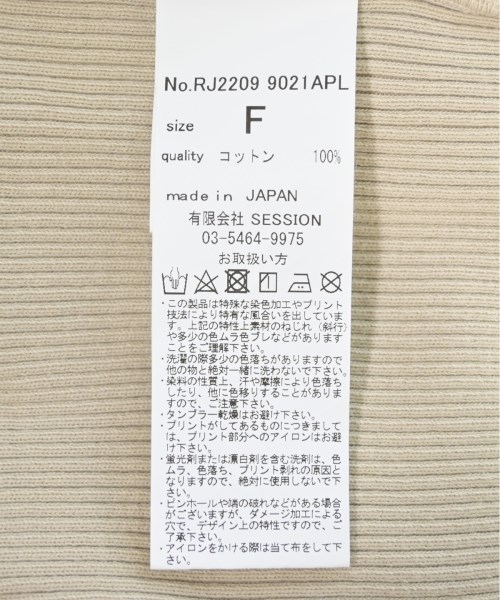 No.RJ2209 9021APL
size F
quality コットン 100%
made in JAPAN
有限会社 SESSION
03-5464-9975
お取扱い方
・この製品は特殊な染色加工やプリント
技法により特有な風合いを出していま
す。上記の特性上素材のねじれ（斜行）
や多少の色ムラ色ブレなどがあります
ことをご理解下さい。
・洗濯の際多少の色落ちがありますので
他の物と絶対一緒に洗わないで下さい。
・染料の性質上、汗や摩擦により色落ち
したり、他に色移りすることがありま
すので、ご注意下さい。
・タンブラー乾燥はお避け下さい。
・プリントがしてあるものにつきまして
は、プリント部分へのアイロンはお避け
下さい。
・蛍光剤または漂白剤を含む洗剤は、色
ムラ、色落ち、プリント剥れの原因と
なりますので、絶対に使用しないで下
さい。
・ピンホールや端の破れなどがある場合
がございますが、ダメージ加工による
穴で、デザイン上の特性ですので、ご
了承下さい。
・アイロンをかける際は当て布をして下
さい。